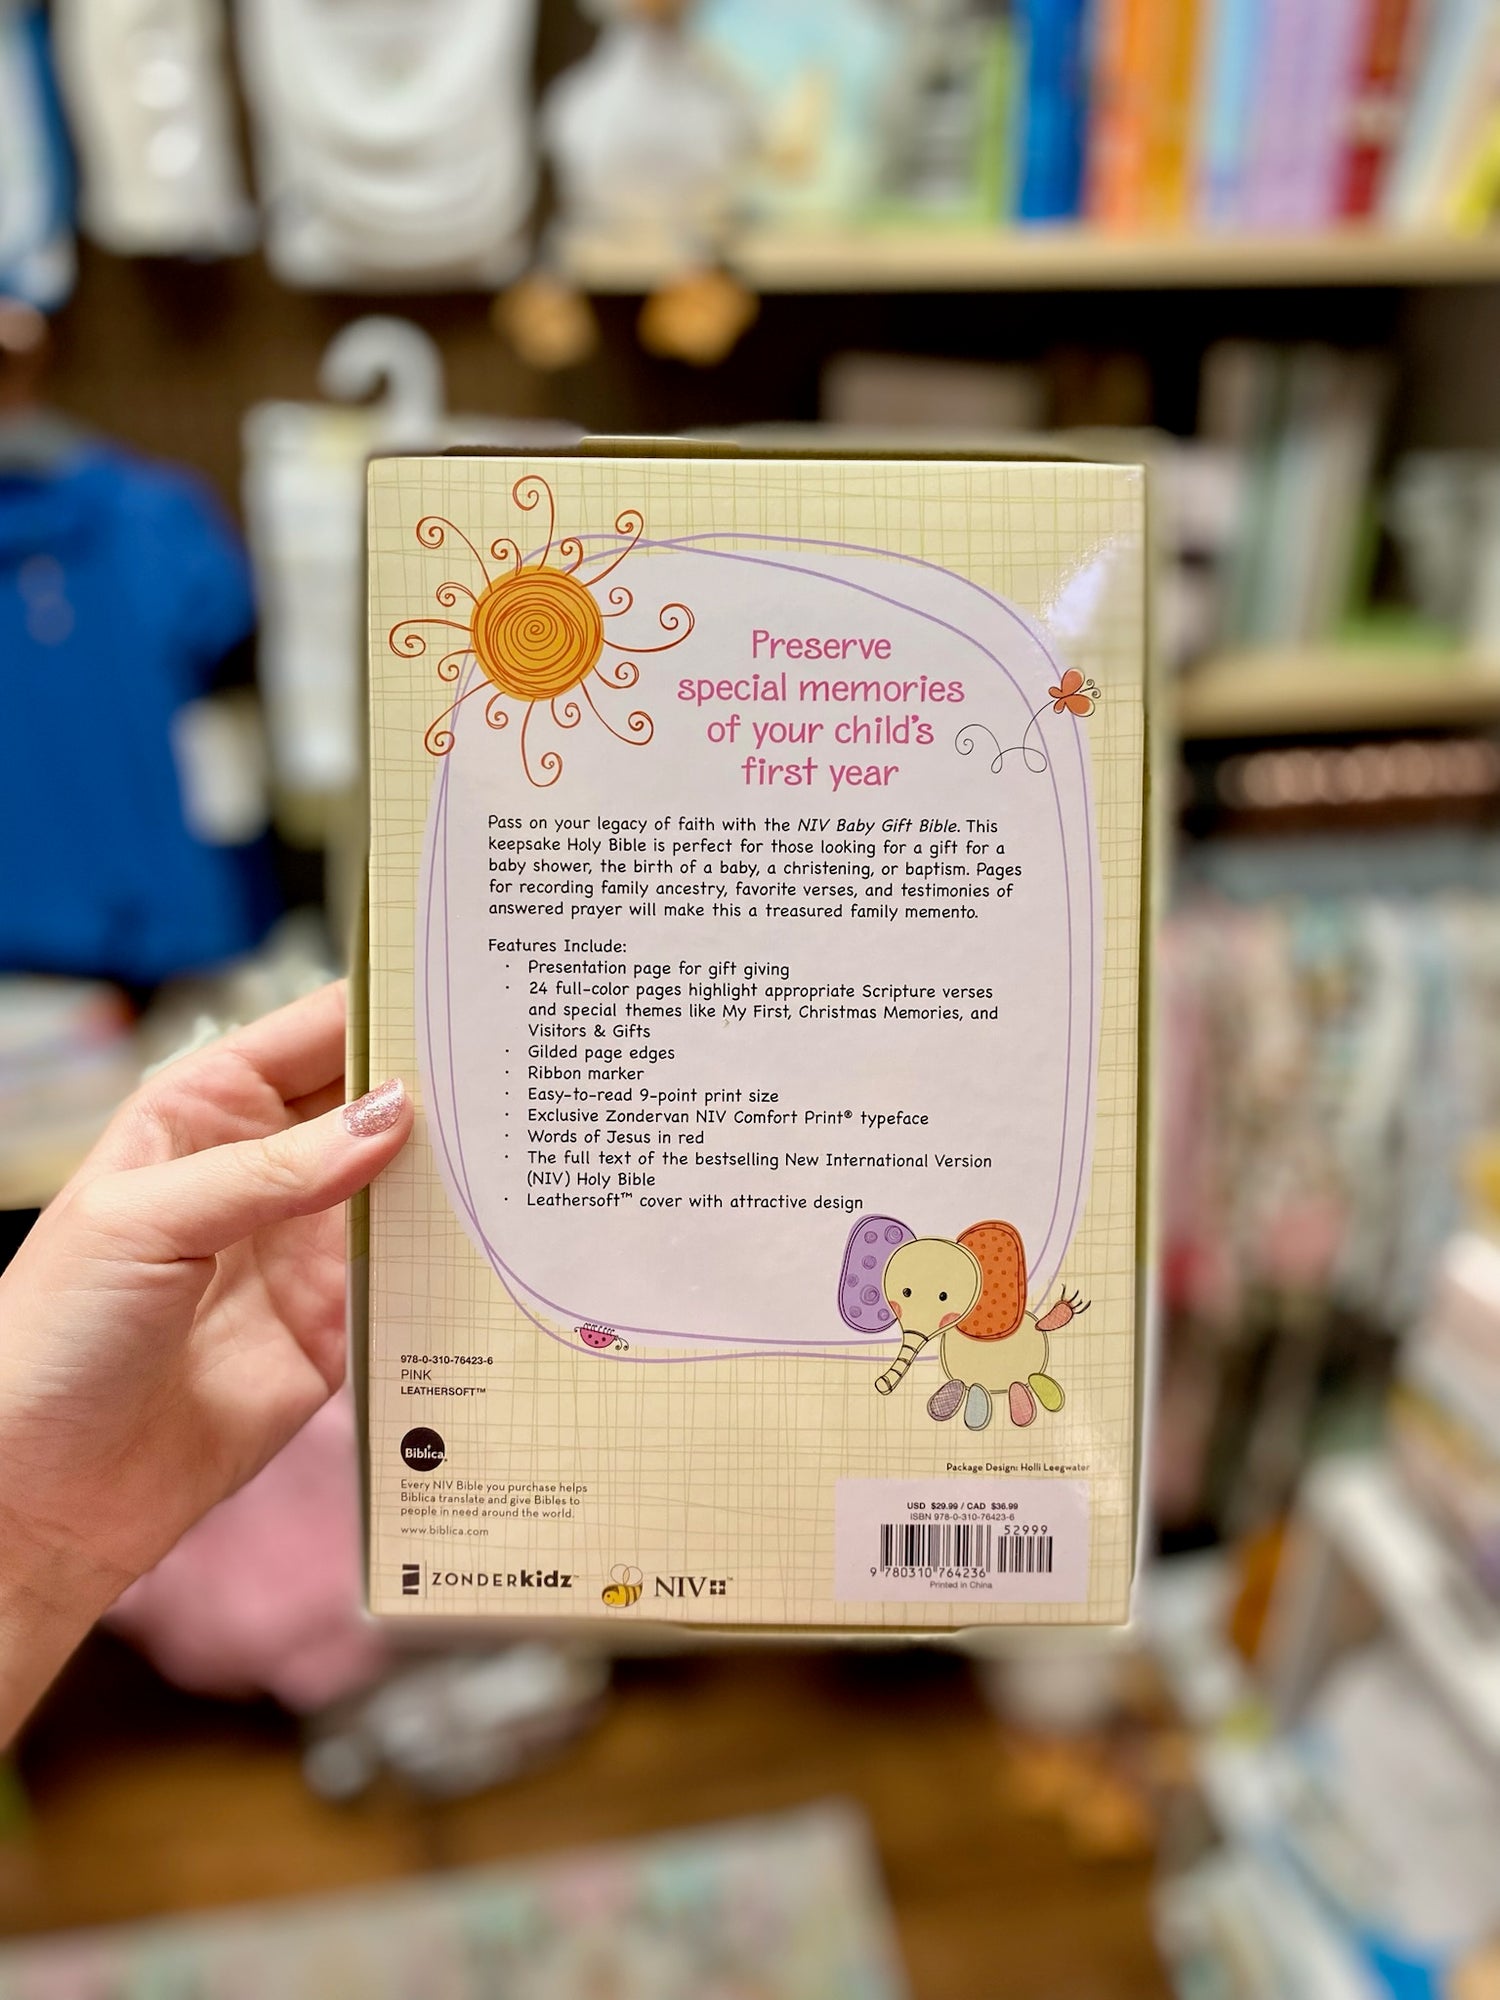 Preserve
special memories
of your child's
first year
Pass on your legacy of faith with the NIV Baby Gift Bible. This
keepsake Holy Bible is perfect for those looking for a gift for a
baby shower, the birth of a baby, a christening, or baptism. Pages
for recording family ancestry, favorite verses, and testimonies of
answered prayer will make this a treasured family memento.
Features Include:
· Presentation page for gift giving
· 24 full-color pages highlight appropriate Scripture verses
and special themes like My First, Christmas Memories, and
Visitors & Gifts
· Gilded page edges
· Ribbon marker
· Easy-to-read 9-point print size
· Exclusive Zondervan NIV Comfort Print® typeface
· Words of Jesus in red
· The full text of the bestselling New International Version
(NIV) Holy Bible
· Leathersoft™ cover with attractive design
978-0-310-76423-6
PINK
LEATHERSOFT™
Biblica
Every NIV Bible you purchase helps
Biblica translate and give Bibles to
people in need around the world.
www.biblica.com
ZONDERkidz™
NIV™
Package Design: Holli Leegwater
USD $29.99 / CAD $36.99
ISBN 978-0-310-76423-6
52999
9 780310 764236
Printed in China